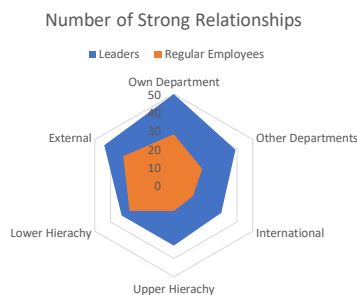 Number of Strong Relationships
Leaders
Regular Employees
Own Department
50
40
30
20
10
0
Other Departments
International
Upper Hierachy
Lower Hierachy
External